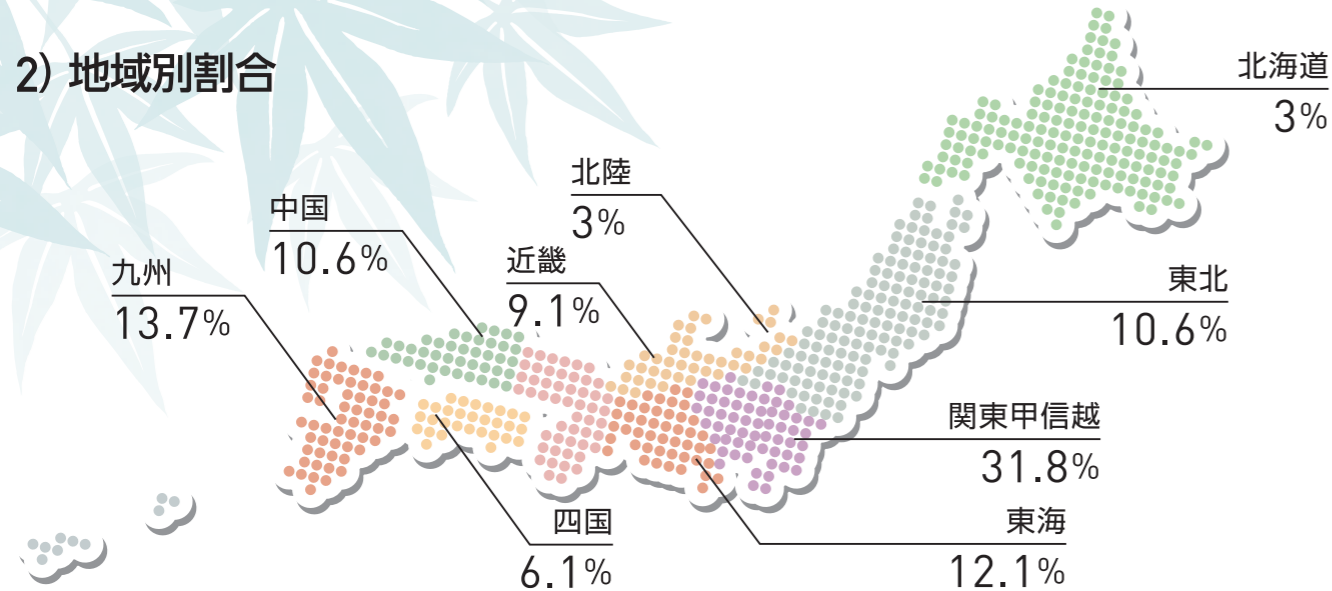 2）地域別割合
北海道
3%
北陸
3%
中国
10.6%
近畿
9.1%
九州
13.7%
東北
10.6%
関東甲信越
31.8%
四国
6.1%
東海
12.1%